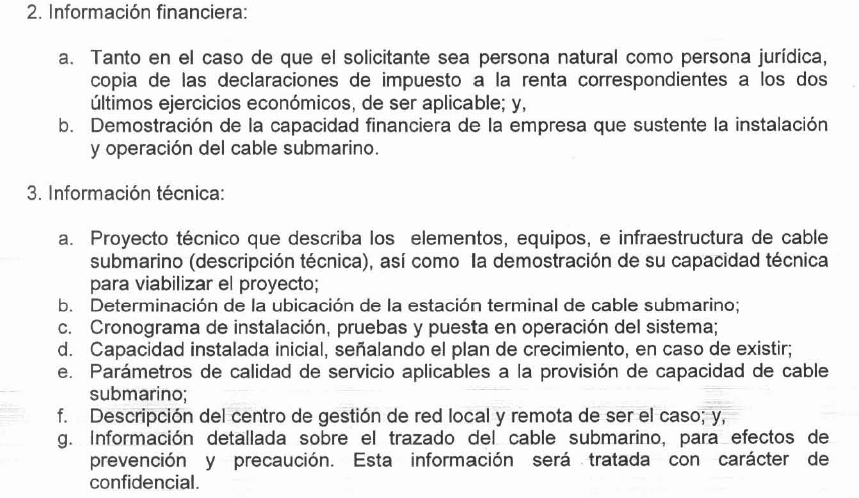 2. Información financiera:
a. Tanto en el caso de que el solicitante sea persona natural como persona jurídica,
copia de las declaraciones de impuesto a la renta correspondientes a los dos
últimos ejercicios económicos, de ser aplicable; y,
b. Demostración de la capacidad financiera de la empresa que sustente la instalación
y operación del cable submarino.
3. Información técnica:
a. Proyecto técnico que describa los elementos, equipos, e infraestructura de cable
submarino (descripción técnica), así como la demostración de su capacidad técnica
para viabilizar el proyecto;
b. Determinación de la ubicación de la estación terminal de cable submarino;
c. Cronograma de instalación, pruebas y puesta en operación del sistema;
d. Capacidad instalada inicial, señalando el plan de crecimiento, en caso de existir;
e. Parámetros de calidad de servicio aplicables a la provisión de capacidad de cable
submarino;
f. Descripción del centro de gestión de red local y remota de ser el caso; y,
g. Información detallada sobre el trazado del cable submarino, para efectos de
prevención y precaución. Esta información será tratada con carácter de
confidencial.